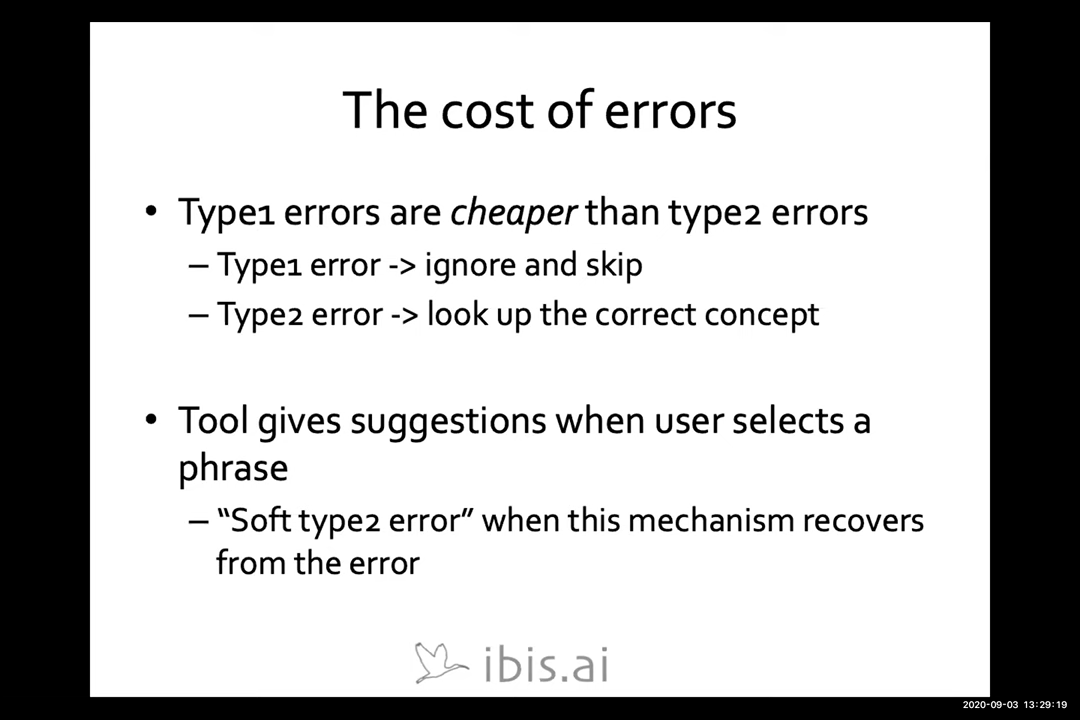 The cost of errors
• Type1 errors are cheaper than type2 errors
– Type1 error -> ignore and skip
– Type2 error -> look up the correct concept
• Tool gives suggestions when user selects a
phrase
– “Soft type2 error” when this mechanism recovers
from the error
ibis.ai
2020-09-03 13:29:19